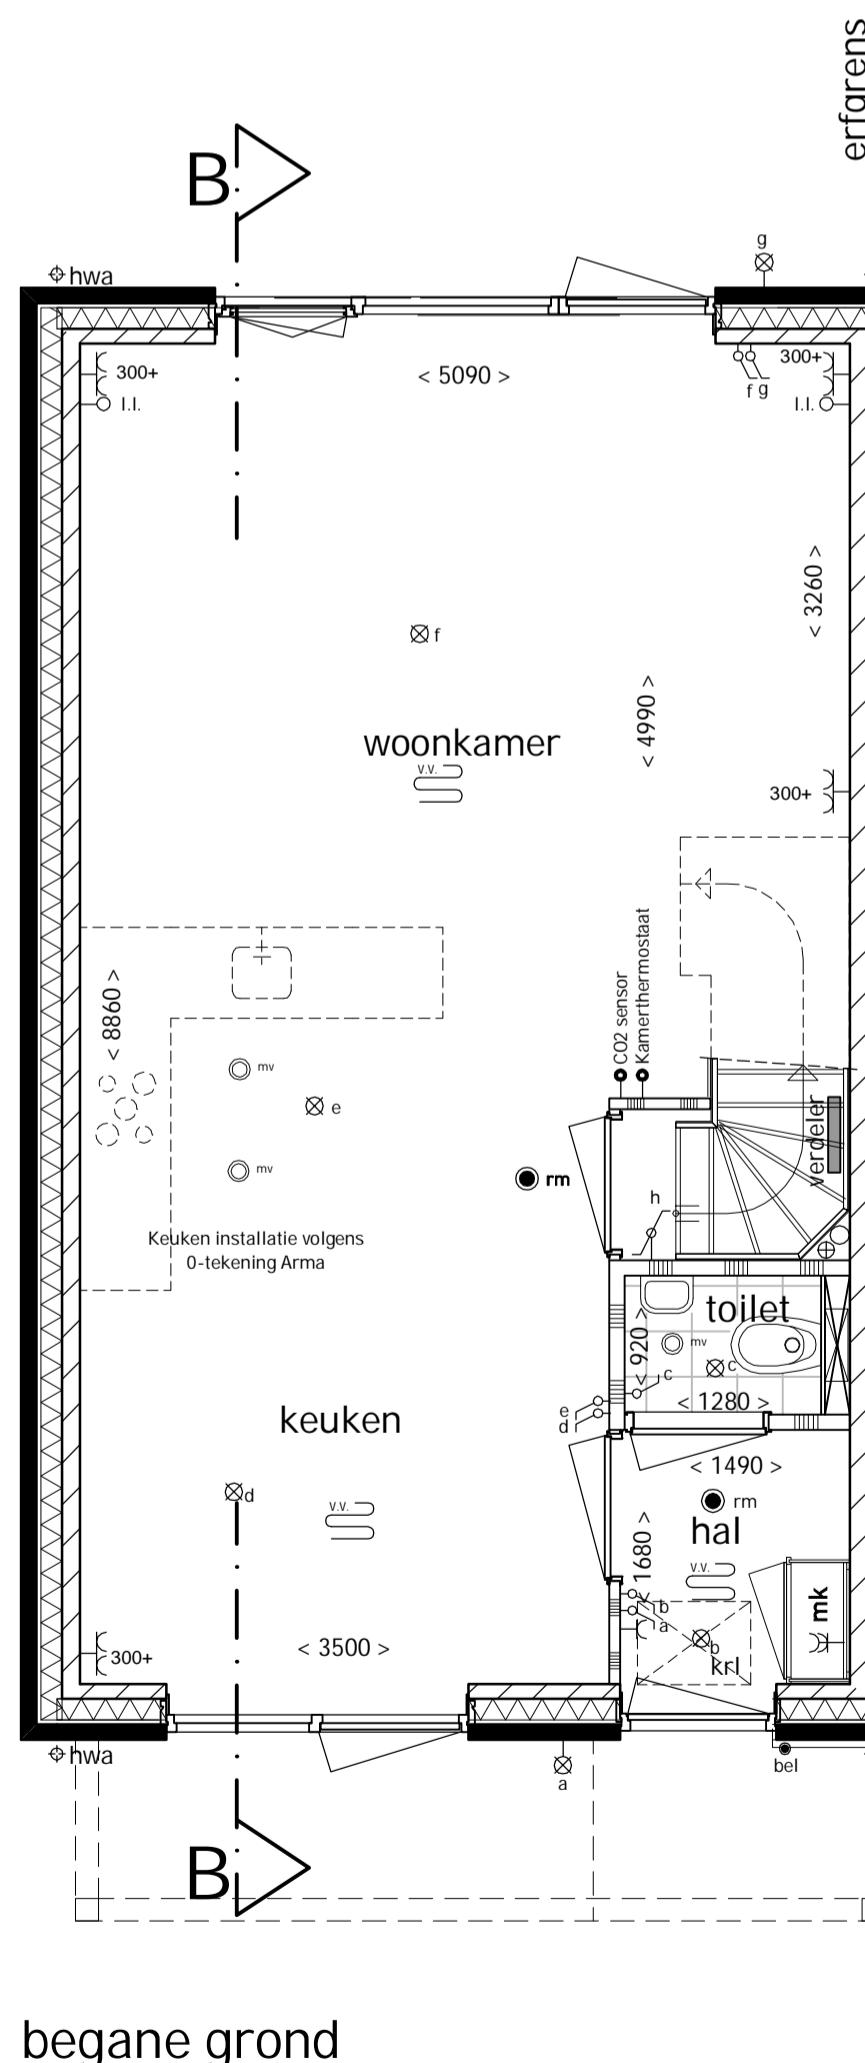 erfgrens
B
g
hwa
< 5090 >
300+
300+
f g
l.l.
l.l.
< 3260 >
f
< 4990 >
woonkamer
v.v.
300+
CO2 sensor
Kamerthermostaat
< 8860 >
mv
e
verdeler
mv
rm
h
Keuken installatie volgens
0-tekening Arma
toilet
mv
< 920 >
c
c
< 1280 >
e
d
keuken
< 1490 >
d
v.v.
rm
hal
< 1680 >
v.v.
b
a
mk
b
krl
300+
< 3500 >
hwa
a
bel
B
begane grond